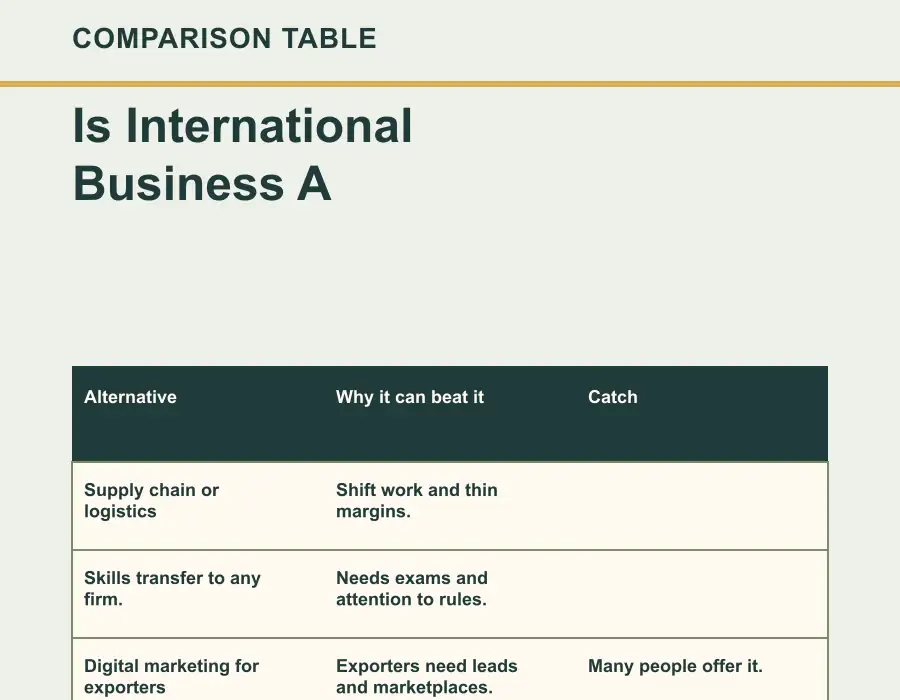 COMPARISON TABLE
Is International
Business A
Alternative Why it can beat it Catch
Supply chain or
logistics
Shift work and thin
margins.
Skills transfer to any
firm.
Needs exams and
attention to rules.
Digital marketing for
exporters
Exporters need leads
and marketplaces.
Many people offer it.